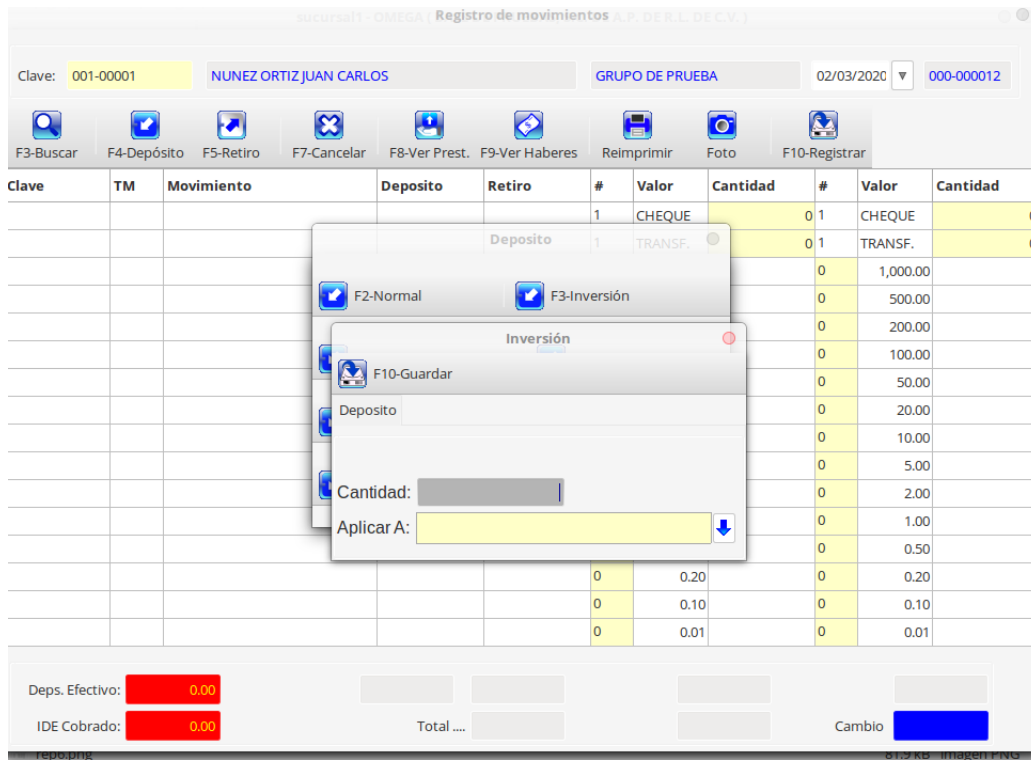 sucursal1 : OMEGA ( Registro de movimientos A.P. DE R.L. DE C.V. )
Clave: 001-00001 NUNEZ ORTIZ JUAN CARLOS GRUPO DE PRUEBA 02/03/2020 000-000012
F3-Buscar F4-Depósito F5-Retiro F7-Cancelar F8-Ver Prest. F9-Ver Haberes Reimprimir Foto F10-Registrar
Clave TM Movimiento Deposito Retiro # Valor Cantidad # Valor Cantidad
1 CHEQUE 0 1 CHEQUE 0
Deposito 1 TRANSF. 0 1 TRANSF. 0
0 1,000.00
F2-Normal F3-Inversión 0 500.00
0 200.00
Inversión
0 100.00
F10-Guardar
0 50.00
Deposito 0 20.00
0 10.00
0 5.00
Cantidad: 0 2.00
Aplicar A: 0 1.00
0 0.50
0 0.20 0 0.20
0 0.10 0 0.10
0 0.01 0 0.01
Deps. Efectivo: 0.00
IDE Cobrado: 0.00 Total .... Cambio
rep6.png 81.9 kB imagen PNG